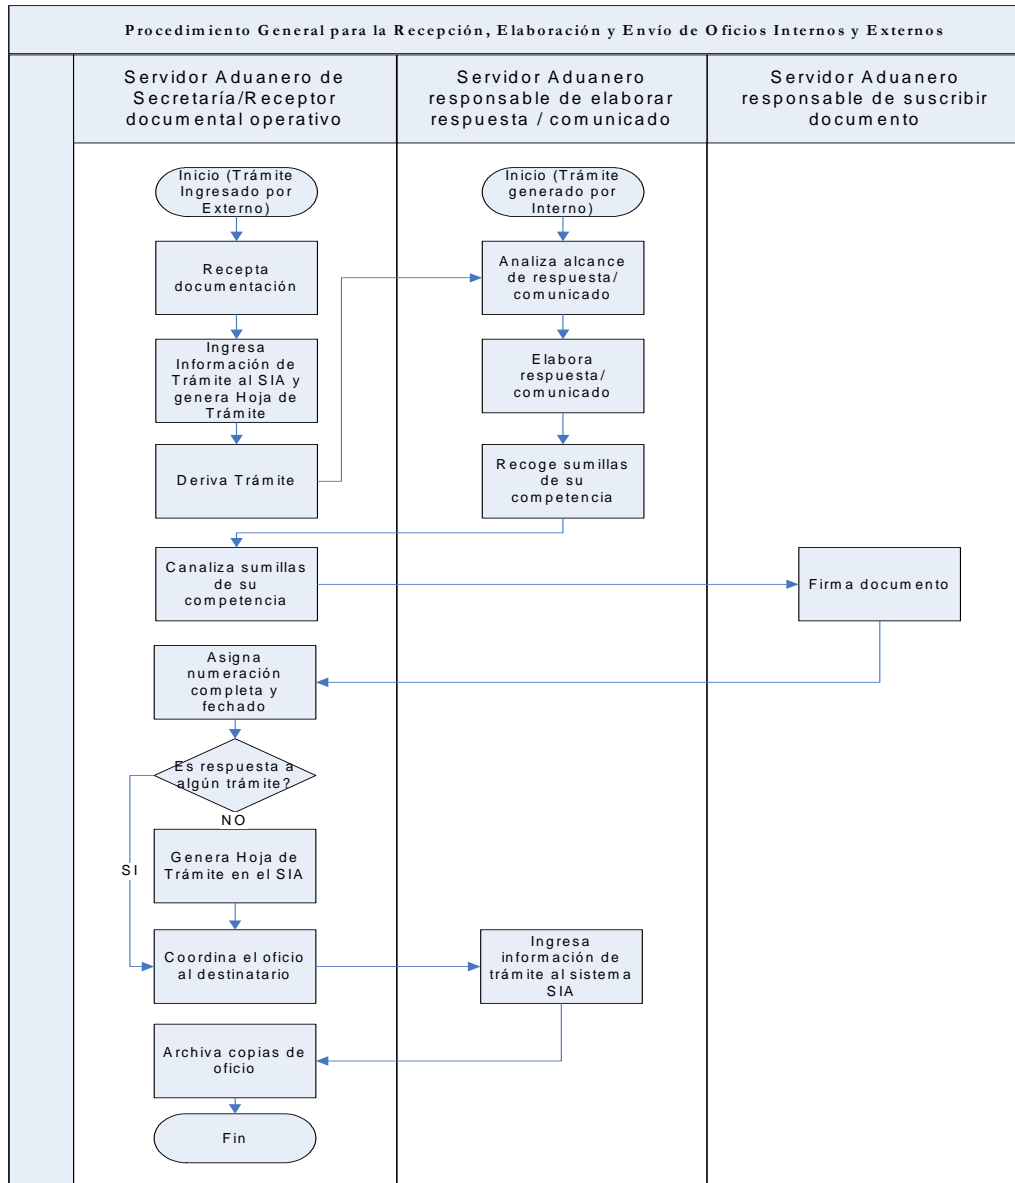 Procedimiento General para la Recepción, Elaboración y Envío de Oficios Internos y Externos
Servidor Aduanero de
Secretaría/Receptor
documental operativo
Servidor Aduanero
responsable de elaborar
respuesta / comunicado
Servidor Aduanero
responsable de suscribir
documento
Inicio (Trámite
Ingresado por
Externo)
Inicio (Trámite
generado por
Interno)
Recepta
documentación
Analiza alcance
de respuesta/
comunicado
Ingresa
Información de
Trámite al SIA y
genera Hoja de
Trámite
Elabora
respuesta/
comunicado
Deriva Trámite
Recoge sumillas
de su
competencia
Canaliza sumillas
de su
competencia
Firma documento
Asigna
numeración
completa y
fechado
Es respuesta a
algún trámite?
NO
SI
Genera Hoja de
Trámite en el SIA
Coordina el oficio
al destinatario
Ingresa
información de
trámite al sistema
SIA
Archiva copias de
oficio
Fin